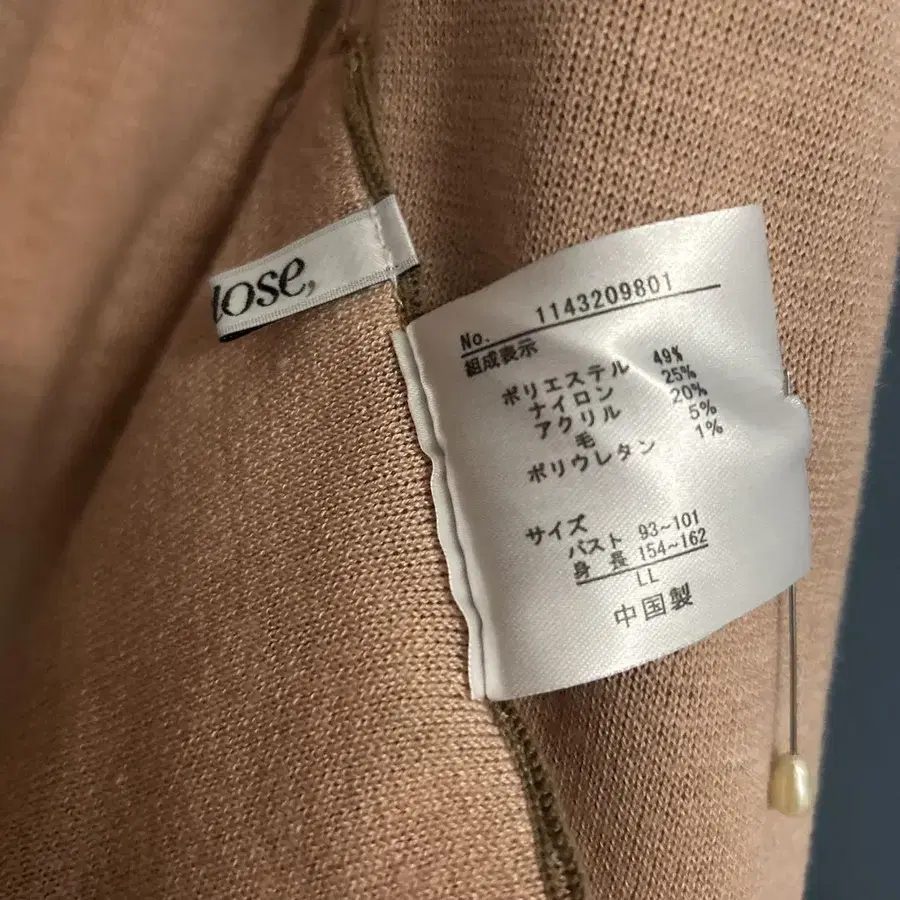 lose,
No. 1143209801
組成表示
ポリエステル 49%
ナイロン 25%
アクリル 20%
毛 5%
ポリウレタン 1%
サイズ
バスト 93~101
身長 154~162
LL
中国製